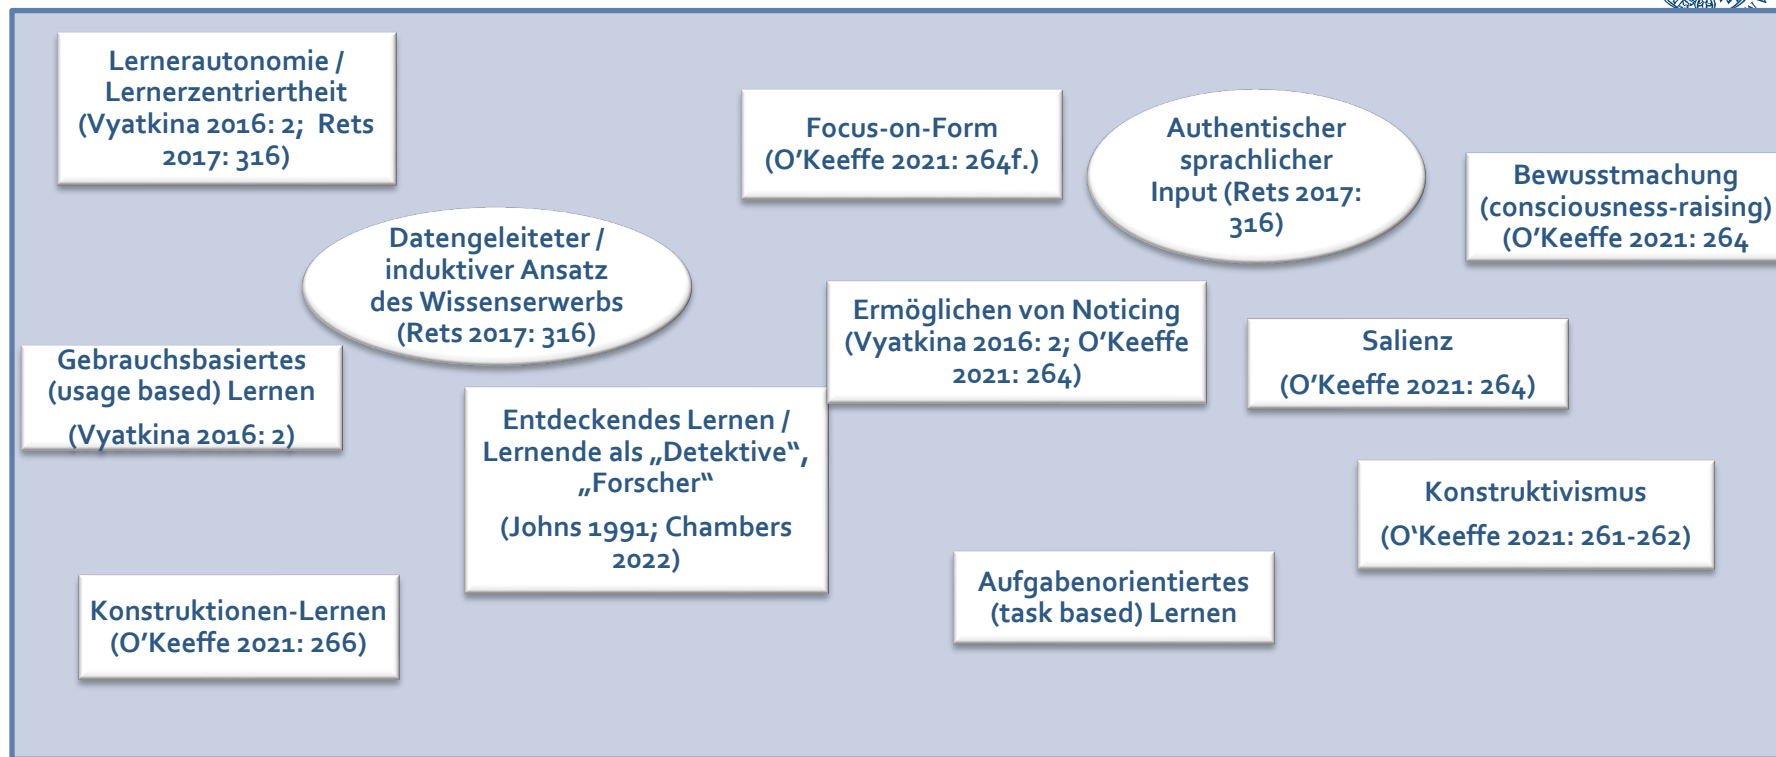 Lernerautonomie /
Lernerzentriertheit
(Vyatkina 2016: 2; Rets
2017: 316)
Focus-on-Form
(O’Keeffe 2021: 264f.)
Authentischer
sprachlicher
Input (Rets 2017:
316)
Bewusstmachung
(consciousness-raising)
(O’Keeffe 2021: 264
Datengeleiteter /
induktiver Ansatz
des Wissenserwerbs
(Rets 2017: 316)
Ermöglichen von Noticing
(Vyatkina 2016: 2; O’Keeffe
2021: 264)
Salienz
(O’Keeffe 2021: 264)
Gebrauchsbasiertes
(usage based) Lernen
(Vyatkina 2016: 2)
Entdeckendes Lernen /
Lernende als „Detektive“,
„Forscher“
(Johns 1991; Chambers
2022)
Konstruktivismus
(O‘Keeffe 2021: 261-262)
Aufgabenorientiertes
(task based) Lernen
Konstruktionen-Lernen
(O’Keeffe 2021: 266)